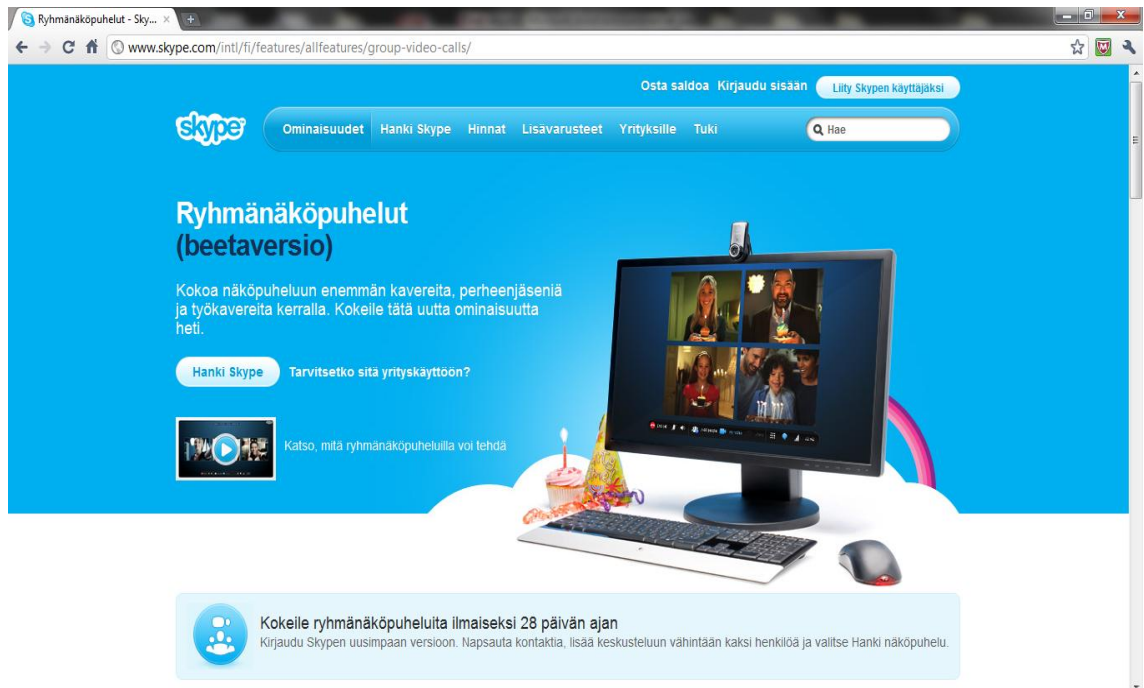 Ryhmänäköpuhelut - Sky...
www.skype.com/intl/fi/features/allfeatures/group-video-calls/
Osta saldoa Kirjaudu sisään Liity Skypen käyttäjäksi
skype Ominaisuudet Hanki Skype Hinnat Lisävarusteet Yrityksille Tuki Hae
Ryhmänäköpuhelut
(beetaversio)
Kokoa näköpuheluun enemmän kavereita, perheenjäseniä
ja työkavereita kerralla. Kokeile tätä uutta ominaisuutta
heti.
Hanki Skype Tarvitsetko sitä yrityskäyttöön?
Katso, mitä ryhmänäköpuheluilla voi tehdä
Kokeile ryhmänäköpuheluita ilmaiseksi 28 päivän ajan
Kirjaudu Skypen uusimpaan versioon. Napsauta kontaktia, lisää keskusteluun vähintään kaksi henkilöä ja valitse Hanki näköpuhelu.